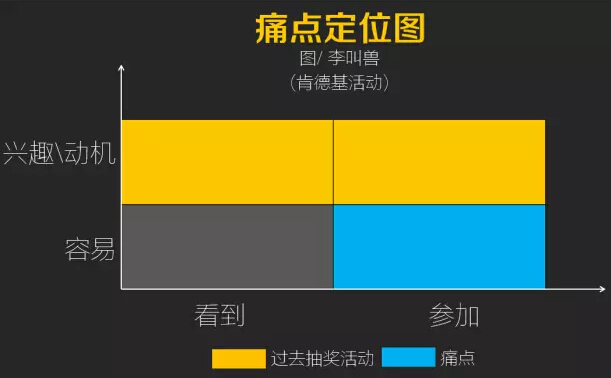 痛点定位图
图/ 李叫兽
（肯德基活动）
兴趣\动机
容易
看到
参加
过去抽奖活动
痛点